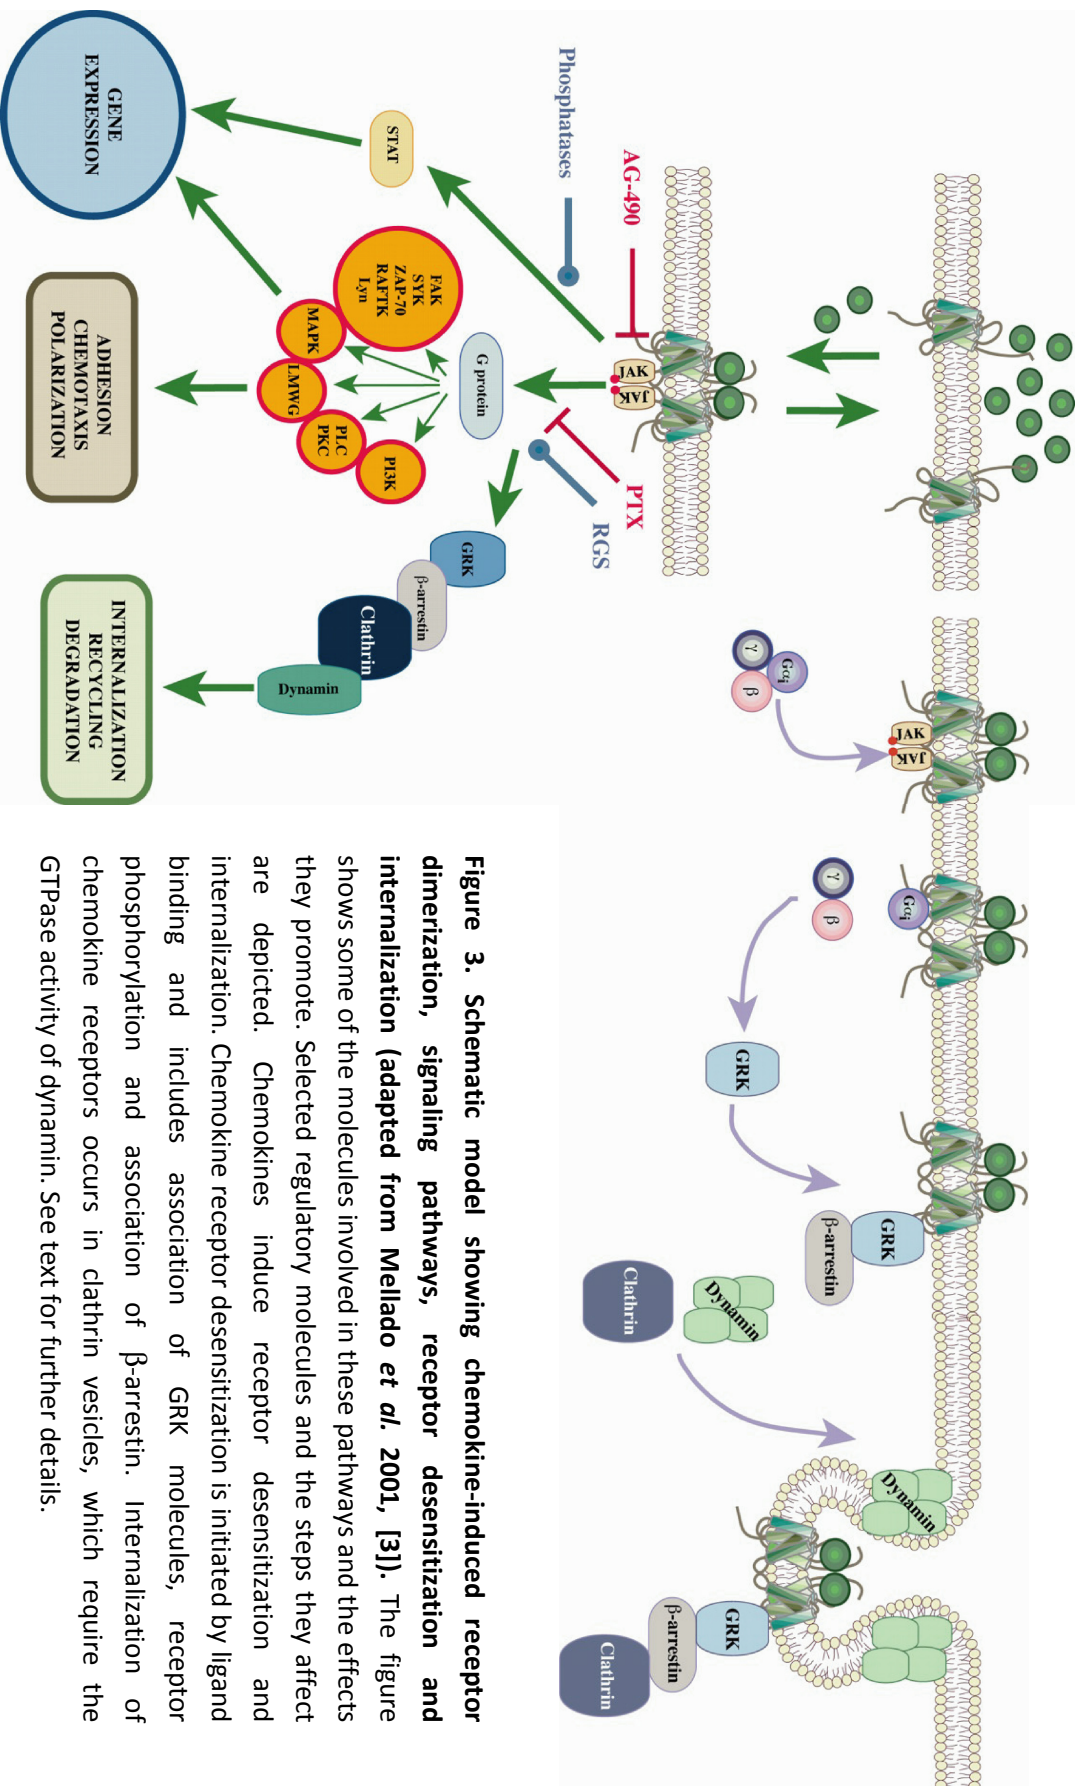 JAK
JAK
Gαi
Gαi
γ
β
γ
β
GRK
GRK
β-arrestin
Dynamin
Clathrin
Dynamin
GRK
β-arrestin
Clathrin
JAK
JAK
AG-490
PTX
RGS
Phosphatases
G protein
STAT
FAK
SYK
ZAP-70
RAFTK
Lyn
MAPK
LMWG
PLC
PKC
PI3K
GRK
β-arrestin
Clathrin
Dynamin
GENE
EXPRESSION
ADHESION
CHEMOTAXIS
POLARIZATION
INTERNALIZATION
RECYCLING
DEGRADATION
Figure 3. Schematic model showing chemokine-induced receptor
dimerization, signaling pathways, receptor desensitization and
internalization (adapted from Mellado et al. 2001, [3]). The figure
shows some of the molecules involved in these pathways and the effects
they promote. Selected regulatory molecules and the steps they affect
are depicted. Chemokines induce receptor desensitization and
internalization. Chemokine receptor desensitization is initiated by ligand
binding and includes association of GRK molecules, receptor
phosphorylation and association of β-arrestin. Internalization of
chemokine receptors occurs in clathrin vesicles, which require the
GTPase activity of dynamin. See text for further details.